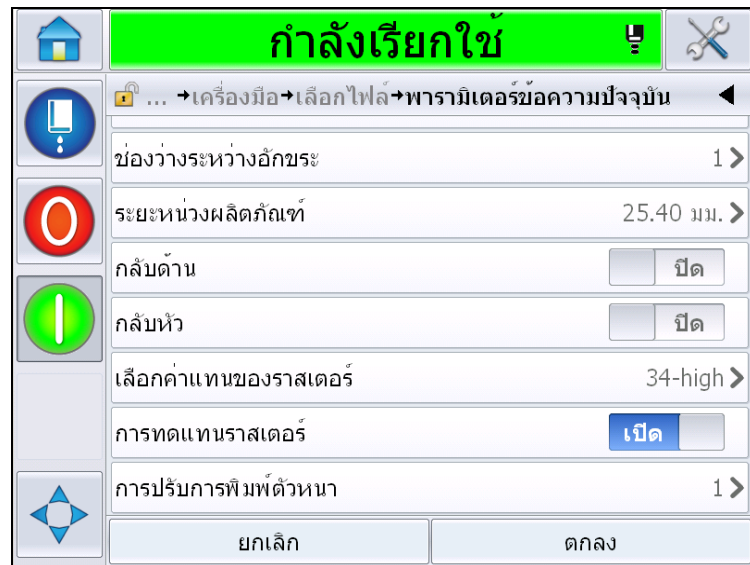 กำลังเรียกใช้
... →เครื่องมือ→เลือกไฟล์→พารามิเตอร์ข้อความปัจจุบัน
ช่องว่างระหว่างอักขระ 1
ระยะหน่วงผลิตภัณฑ์ 25.40 มม.
กลับด้าน ปิด
กลับหัว ปิด
เลือกค่าแทนของราสเตอร์ 34-high
การทดแทนราสเตอร์ เปิด
การปรับการพิมพ์ตัวหนา 1
ยกเลิก ตกลง